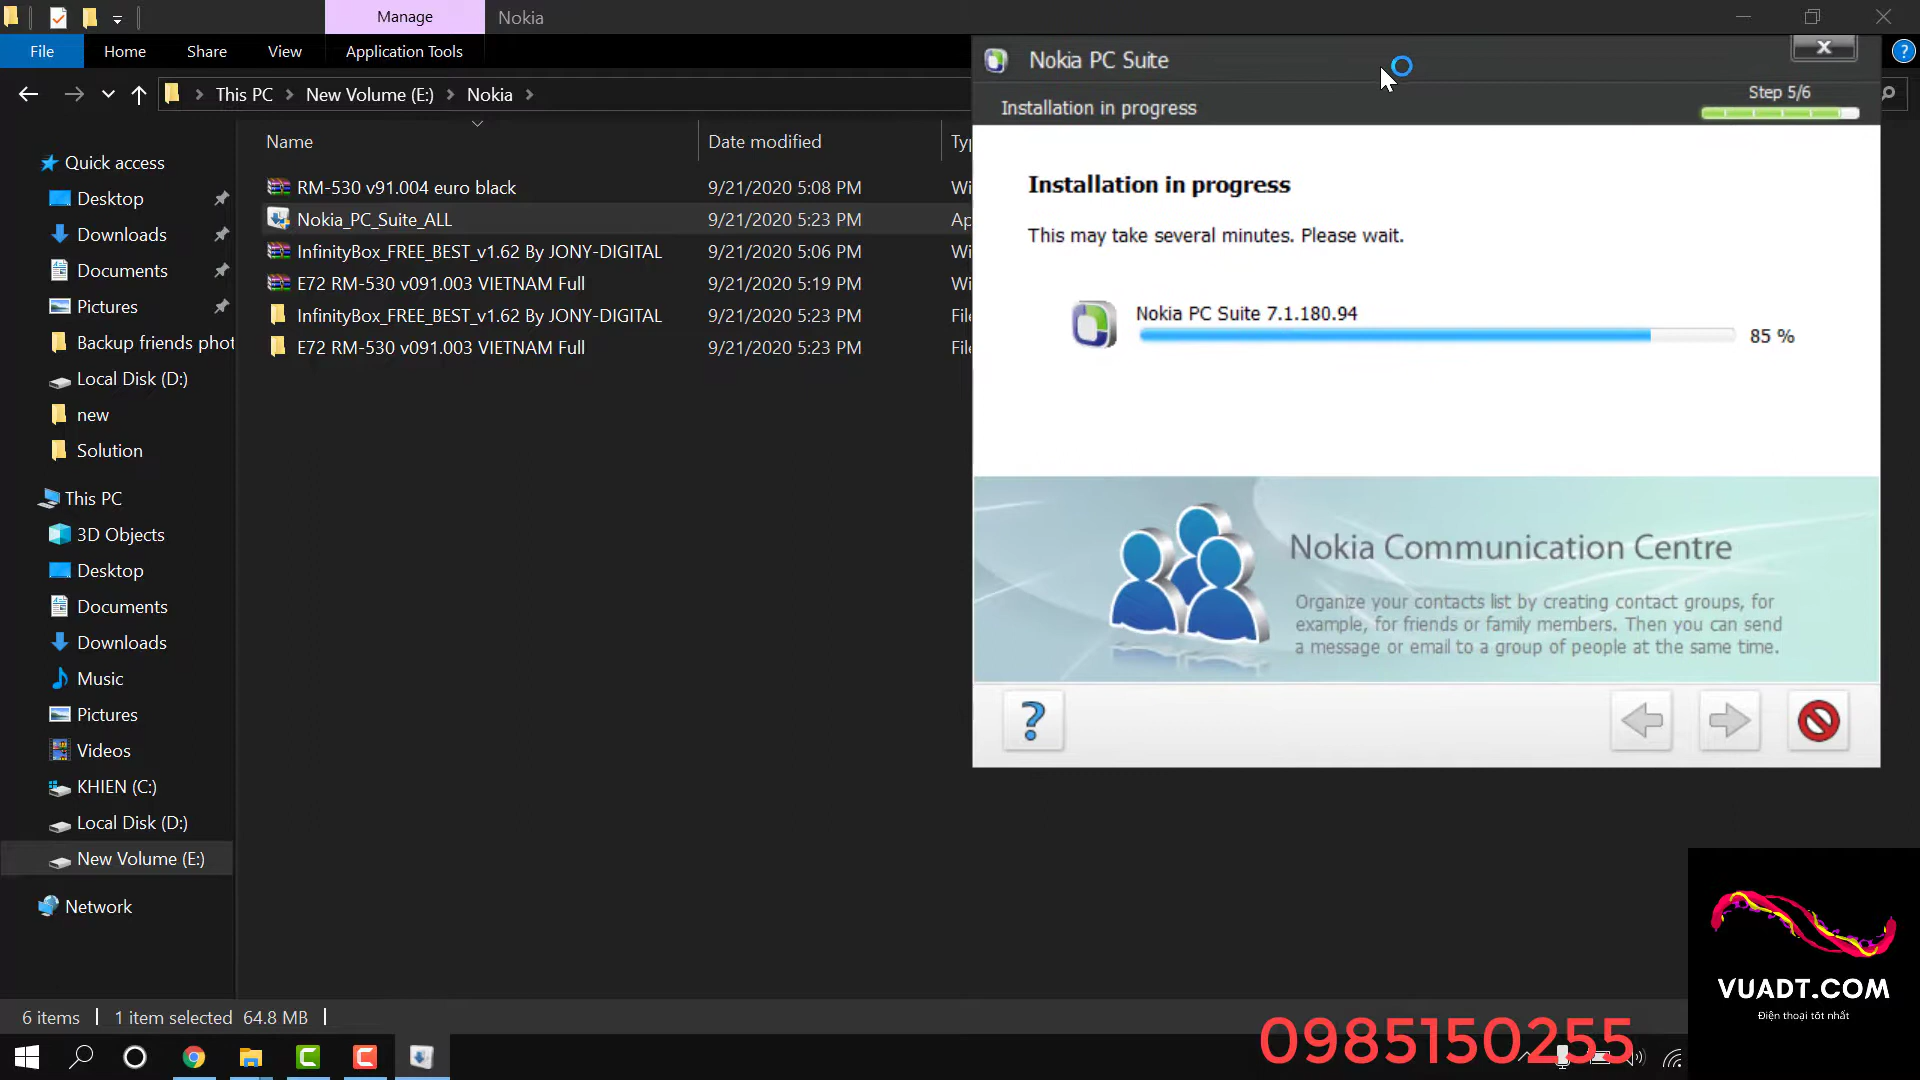 Manage
Nokia
File
Home
Share
View
Application Tools
This PC
New Volume (E:)
Nokia
Name
Date modified
Ty
Quick access
Desktop
Downloads
Documents
Pictures
Backup friends phot
Local Disk (D:)
new
Solution
This PC
3D Objects
Desktop
Documents
Downloads
Music
Pictures
Videos
KHIEN (C:)
Local Disk (D:)
New Volume (E:)
Network
RM-530 v91.004 euro black 9/21/2020 5:08 PM Wi
Nokia_PC_Suite_ALL 9/21/2020 5:23 PM Ap
InfinityBox_FREE_BEST_v1.62 By JONY-DIGITAL 9/21/2020 5:06 PM Wi
E72 RM-530 v091.003 VIETNAM Full 9/21/2020 5:19 PM Wi
InfinityBox_FREE_BEST_v1.62 By JONY-DIGITAL 9/21/2020 5:23 PM File
E72 RM-530 v091.003 VIETNAM Full 9/21/2020 5:23 PM File
Nokia PC Suite
Installation in progress
Step 5/6
Installation in progress
This may take several minutes. Please wait.
Nokia PC Suite 7.1.180.94
85 %
Nokia Communication Centre
Organize your contacts list by creating contact groups, for
example, for friends or family members. Then you can send
a message or email to a group of people at the same time.
6 items
1 item selected 64.8 MB
0985150255
VUADT.COM
Điện thoại tốt nhất